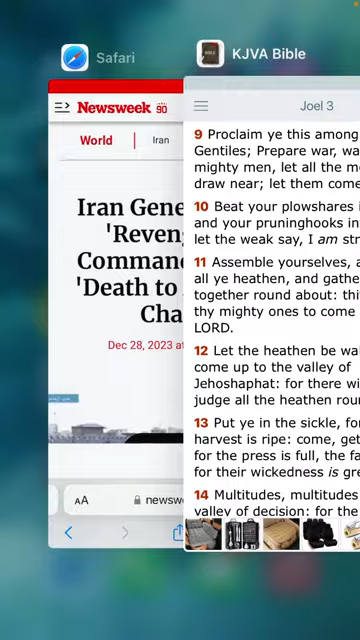 Safari
KJVA Bible
Newsweek 90
World
Iran
Iran Gene
'Reveng
Comman
'Death to
Cha
Dec 28, 2023 at
AA
newsw
Joel 3
9 Proclaim ye this among
Gentiles; Prepare war, wa
mighty men, let all the m
draw near; let them come
10 Beat your plowshares i
and your pruninghooks in
let the weak say, I am str
11 Assemble yourselves, a
all ye heathen, and gathe
together round about: thi
thy mighty ones to come
LORD.
12 Let the heathen be wa
come up to the valley of
Jehoshaphat: for there wi
judge all the heathen rour
13 Put ye in the sickle, fo
harvest is ripe: come, get
for the press is full, the fa
for their wickedness is gre
14 Multitudes, multitudes
valley of decision: for the